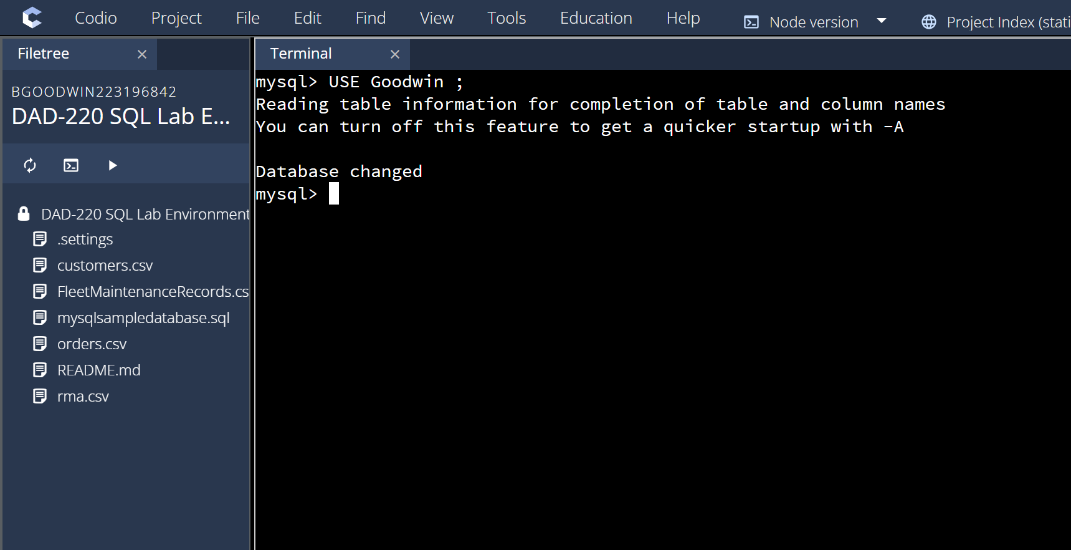 Codio Project File Edit Find View Tools Education Help Node version Project Index (stati
Filetree ×
BGOODWIN223196842
DAD-220 SQL Lab E...
DAD-220 SQL Lab Environment
.settings
customers.csv
FleetMaintenanceRecords.cs
mysqlsampledatabase.sql
orders.csv
README.md
rma.csv
Terminal ×
mysql> USE Goodwin ;
Reading table information for completion of table and column names
You can turn off this feature to get a quicker startup with -A
Database changed
mysql>